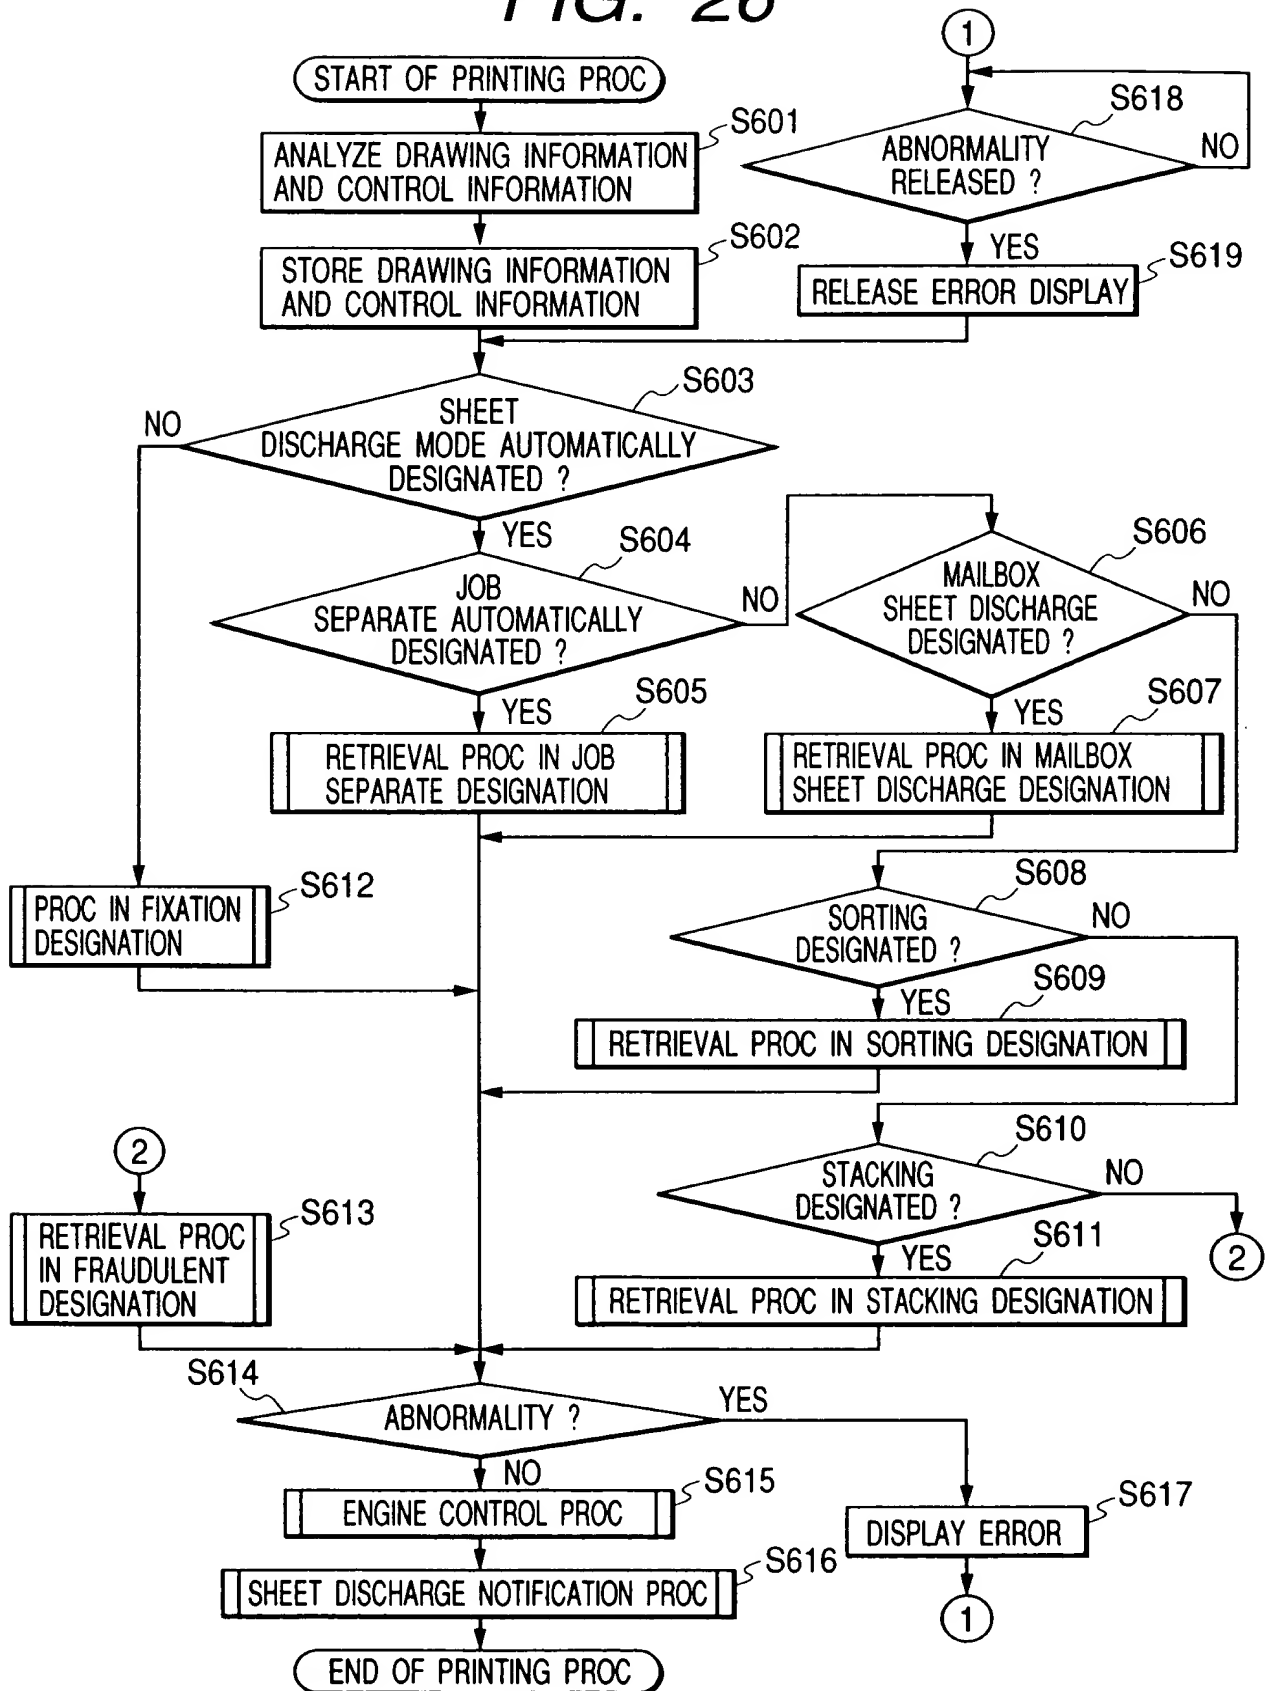 FIG. 26
1
START OF PRINTING PROC
S601
ANALYZE DRAWING INFORMATION
AND CONTROL INFORMATION
S618
ABNORMALITY
RELEASED ?
NO
YES
S602
STORE DRAWING INFORMATION
AND CONTROL INFORMATION
S619
RELEASE ERROR DISPLAY
S603
SHEET
DISCHARGE MODE AUTOMATICALLY
DESIGNATED ?
NO
YES
S604
JOB
SEPARATE AUTOMATICALLY
DESIGNATED ?
NO
YES
S606
MAILBOX
SHEET DISCHARGE
DESIGNATED ?
NO
YES
S605
RETRIEVAL PROC IN JOB
SEPARATE DESIGNATION
S607
RETRIEVAL PROC IN MAILBOX
SHEET DISCHARGE DESIGNATION
S612
PROC IN FIXATION
DESIGNATION
S608
SORTING
DESIGNATED ?
NO
YES
S609
RETRIEVAL PROC IN SORTING DESIGNATION
2
S613
RETRIEVAL PROC
IN FRAUDULENT
DESIGNATION
S610
STACKING
DESIGNATED ?
NO
2
YES
S611
RETRIEVAL PROC IN STACKING DESIGNATION
S614
ABNORMALITY ?
YES
NO
S615
ENGINE CONTROL PROC
S617
DISPLAY ERROR
1
S616
SHEET DISCHARGE NOTIFICATION PROC
END OF PRINTING PROC